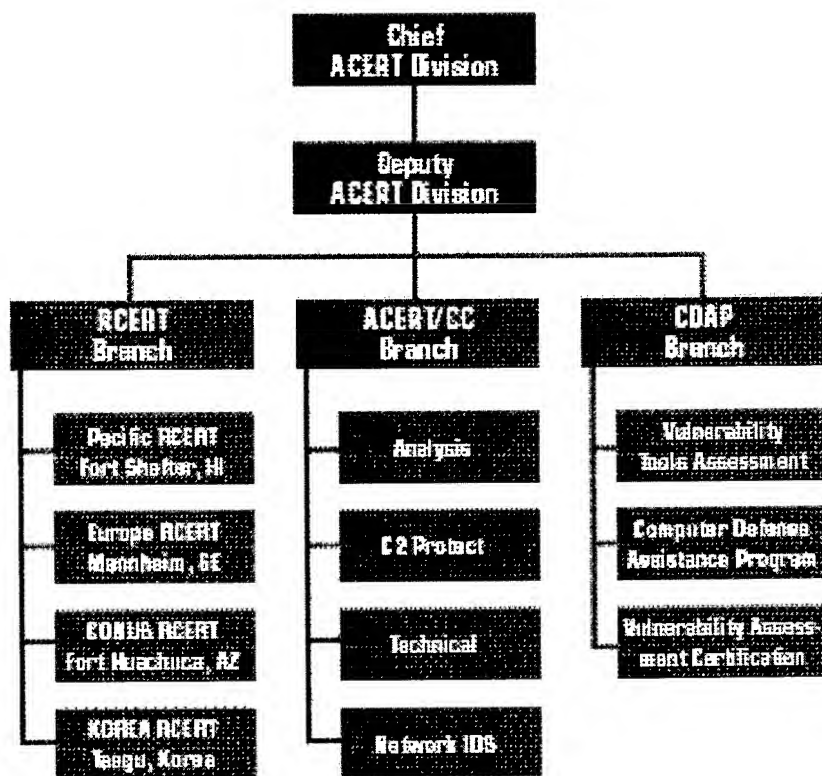 Chief
ACERT Division
Deputy
ACERT Division
RCERT
Branch
ACERT/CC
Branch
CDAP
Branch
Pacific RCERT
Fort Shafter, HI
Europe RCERT
Mannheim, GE
CONUS RCERT
Fort Huachuca, AZ
KOREA RCERT
Taegu, Korea
Analysis
C2 Protect
Technical
Network IDS
Vulnerability
Tools Assessment
Computer Defense
Assistance Program
Vulnerability Assess-
ment Certification